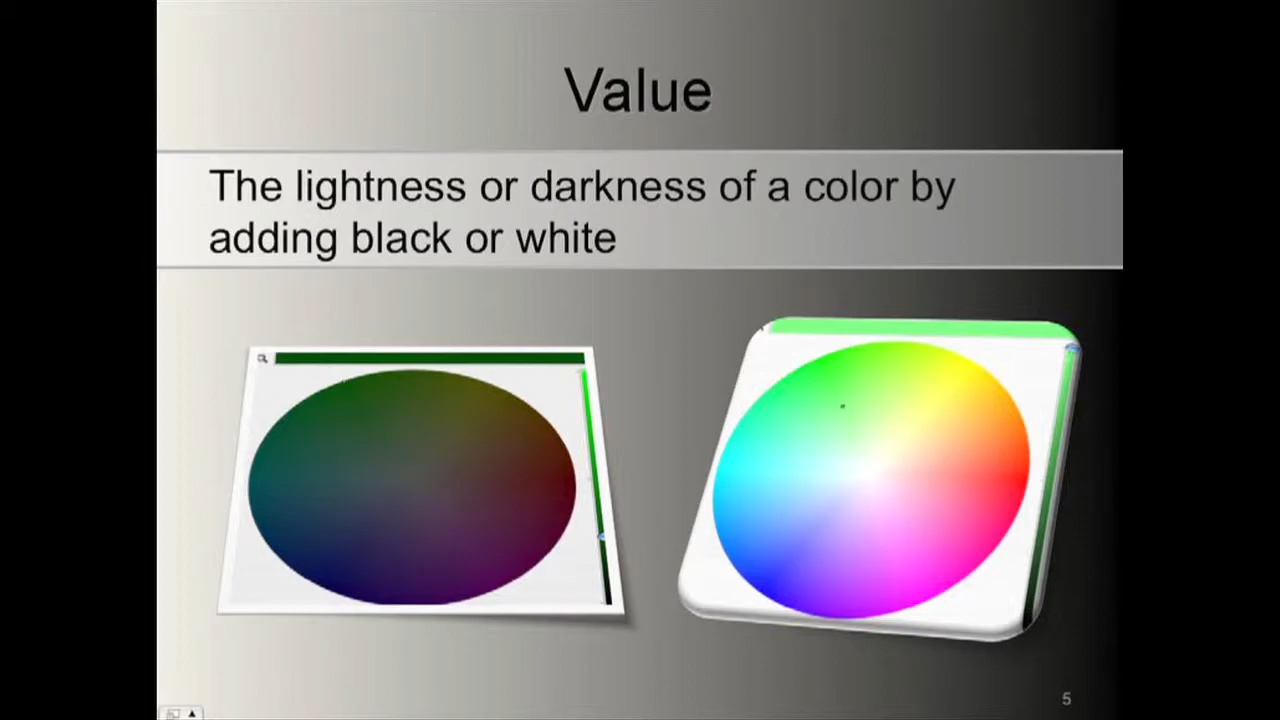 Value
The lightness or darkness of a color by
adding black or white
5